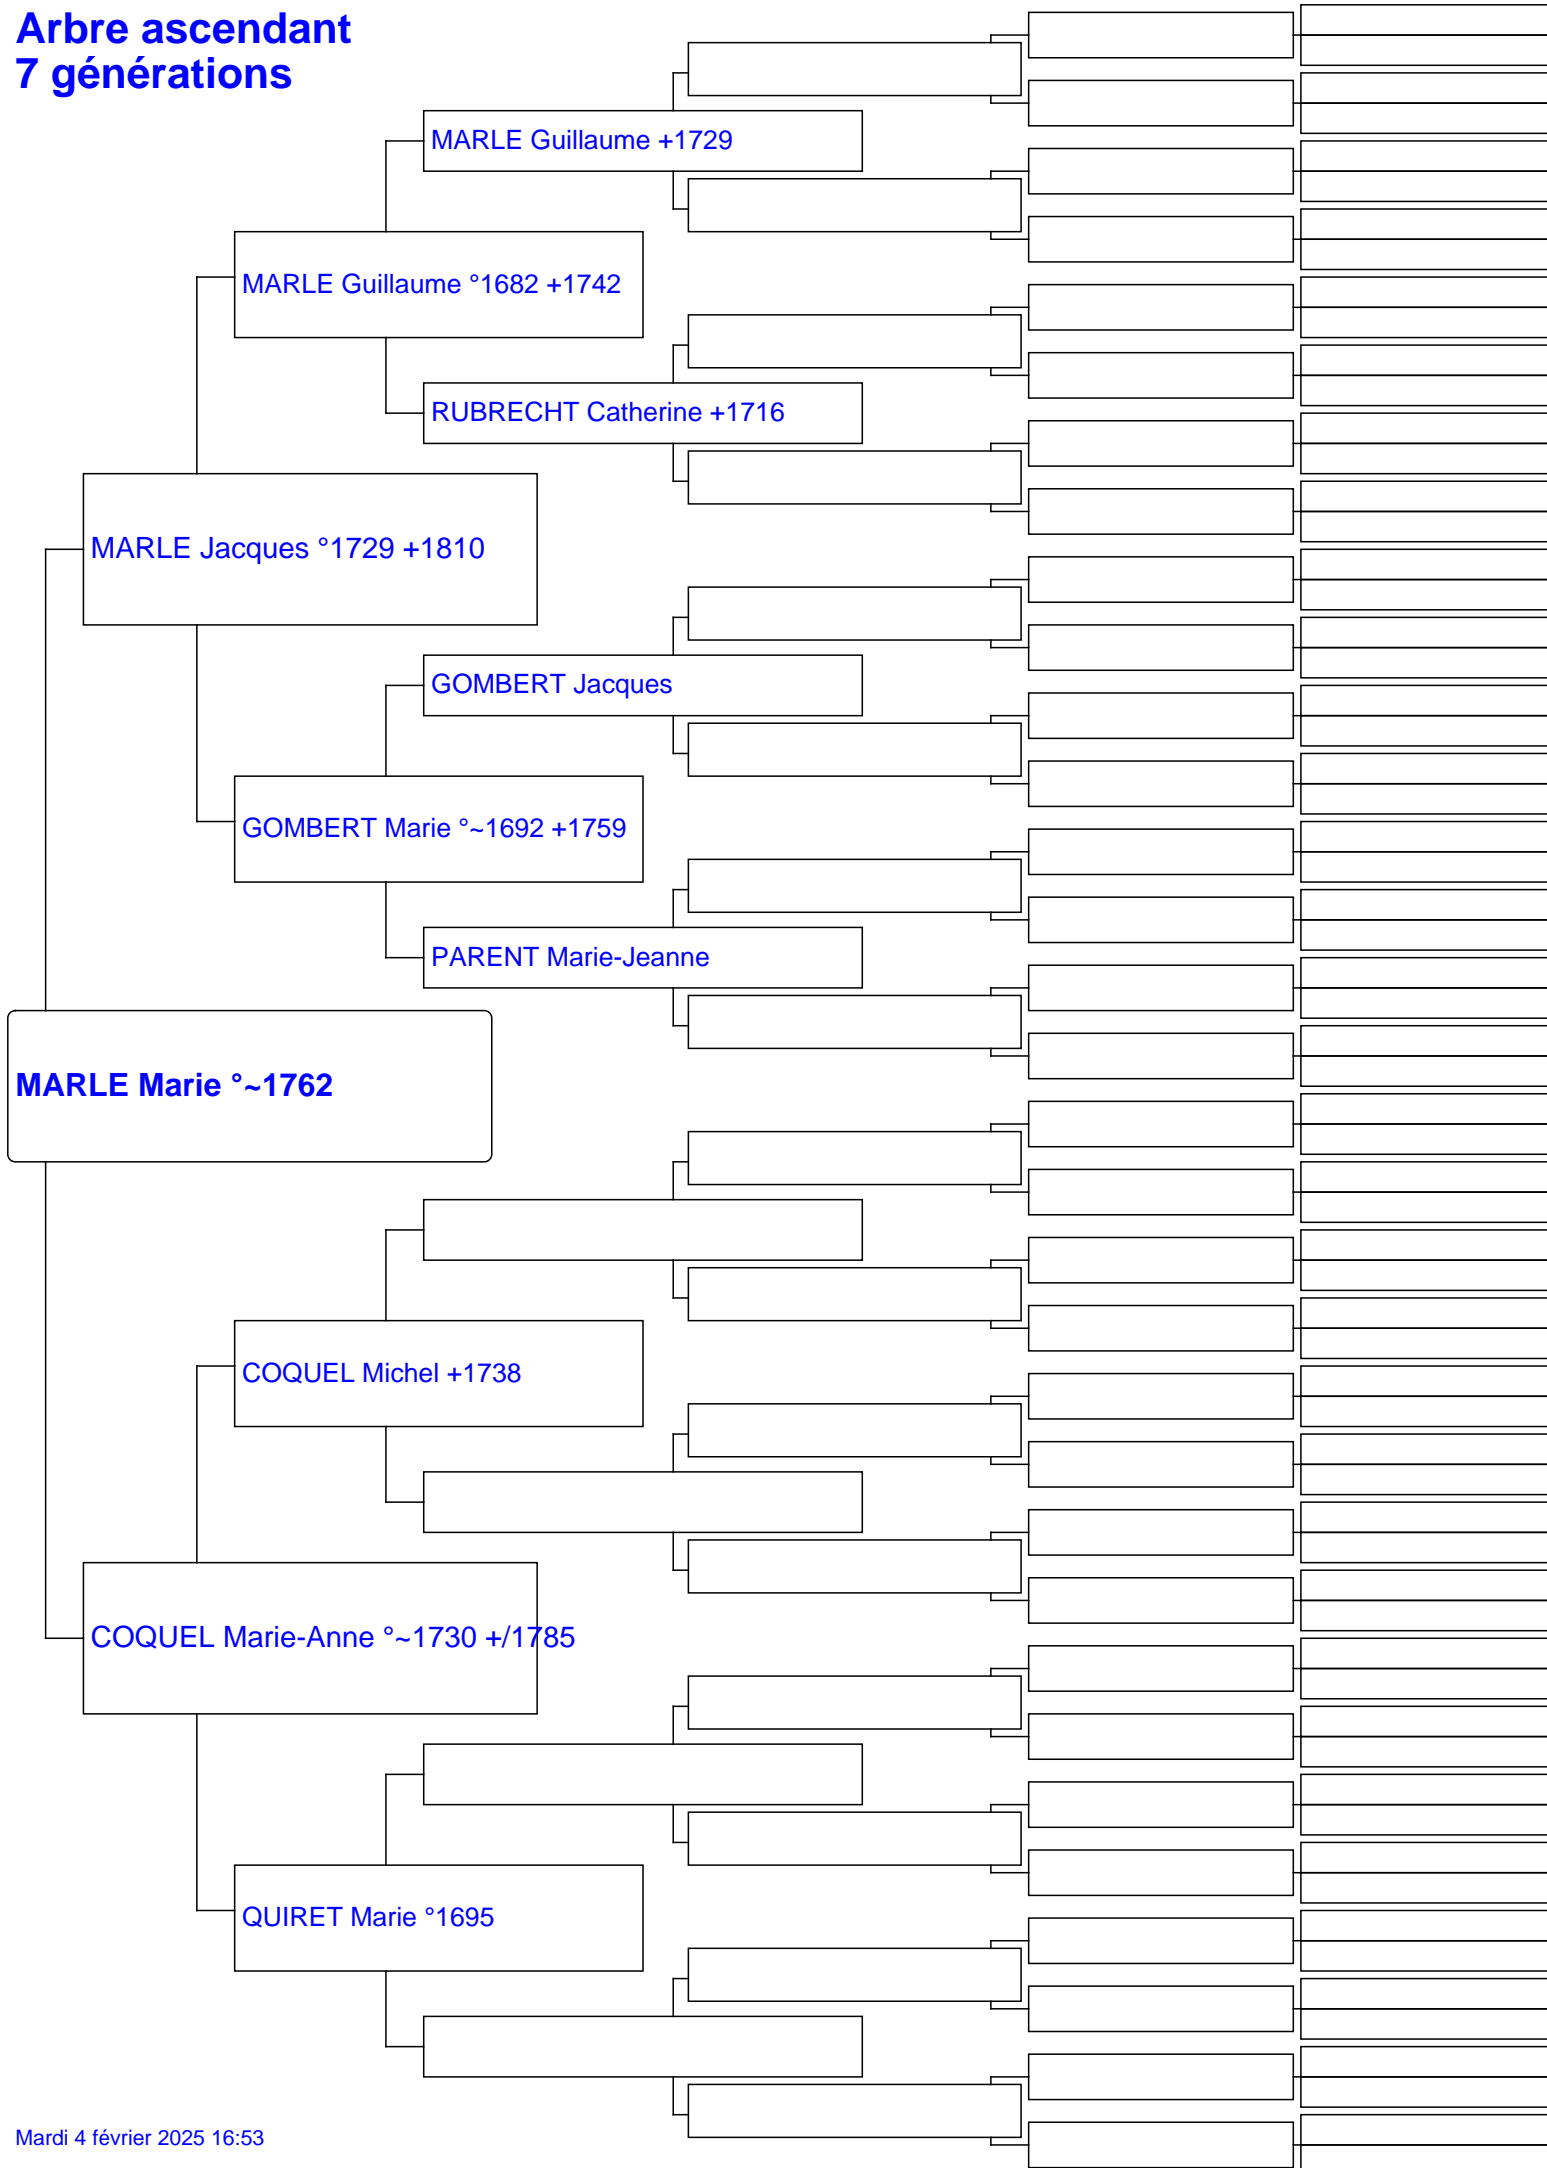 Arbre ascendant
7 générations
MARLE Guillaume +1729
MARLE Guillaume °1682 +1742
RUBRECHT Catherine +1716
MARLE Jacques °1729 +1810
GOMBERT Jacques
GOMBERT Marie °~1692 +1759
PARENT Marie-Jeanne
MARLE Marie °~1762
COQUEL Michel +1738
COQUEL Marie-Anne °~1730 +/1785
QUIRET Marie °1695
Mardi 4 février 2025 16:53